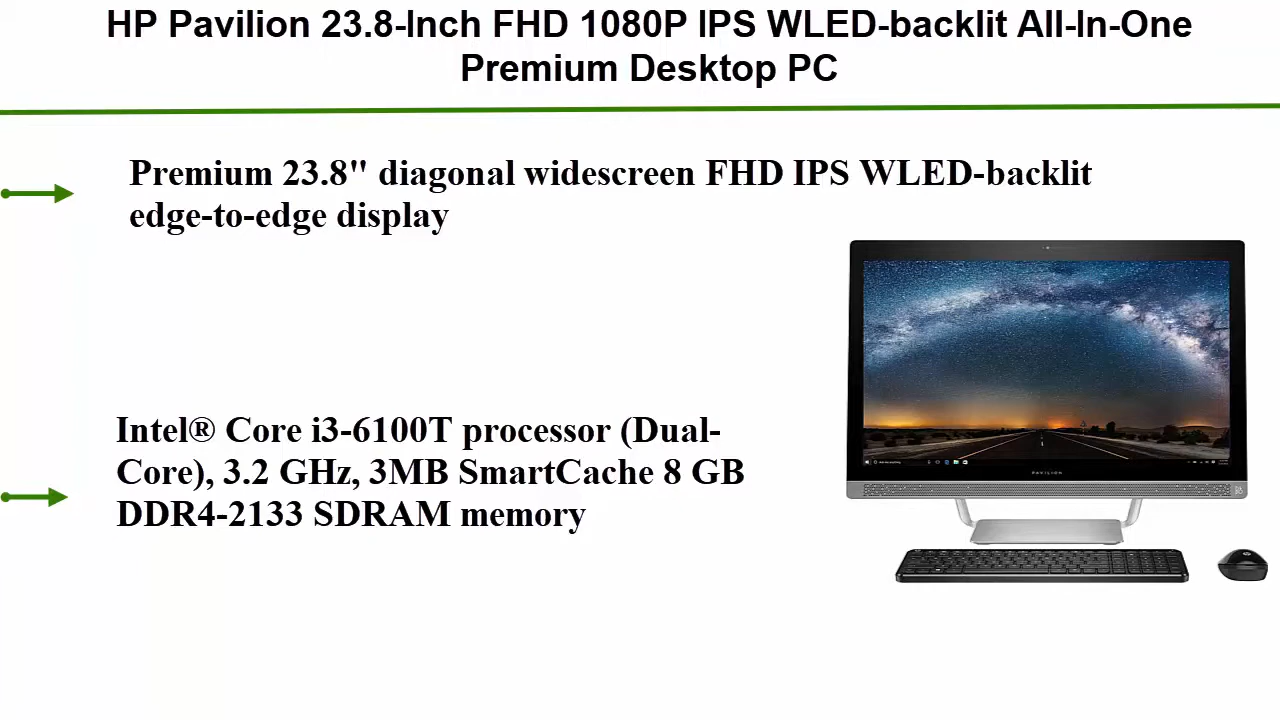 HP Pavilion 23.8-Inch FHD 1080P IPS WLED-backlit All-In-One
Premium Desktop PC
Premium 23.8" diagonal widescreen FHD IPS WLED-backlit
edge-to-edge display
Intel® Core i3-6100T processor (Dual-
Core), 3.2 GHz, 3MB SmartCache 8 GB
DDR4-2133 SDRAM memory
PAVILION